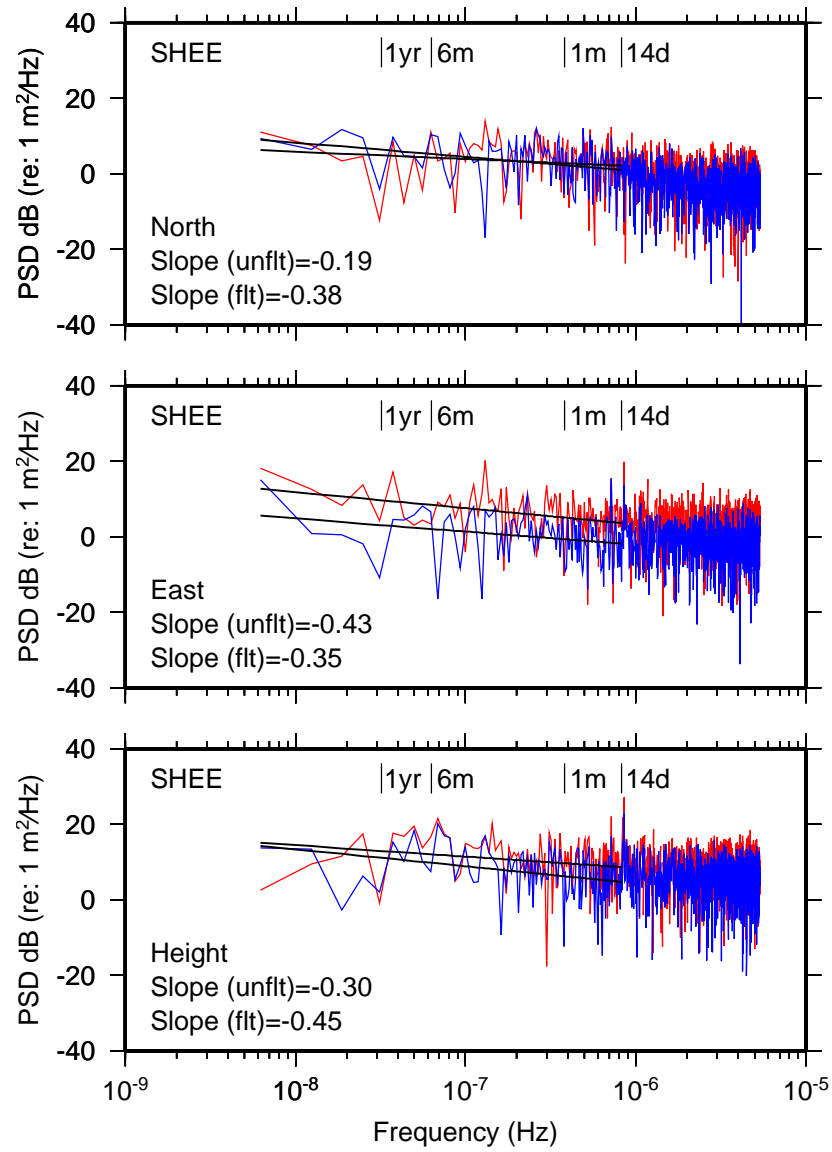 40
SHEE |1yr |6m |1m |14d
20
PSD dB (re: 1 m²/Hz)
0
-20
North
Slope (unflt)=-0.19
Slope (flt)=-0.38
-40
40
SHEE |1yr |6m |1m |14d
20
PSD dB (re: 1 m²/Hz)
0
-20
East
Slope (unflt)=-0.43
Slope (flt)=-0.35
-40
40
SHEE |1yr |6m |1m |14d
20
PSD dB (re: 1 m²/Hz)
0
-20
Height
Slope (unflt)=-0.30
Slope (flt)=-0.45
-40
10⁻⁹ 10⁻⁸ 10⁻⁷ 10⁻⁶ 10⁻⁵
Frequency (Hz)